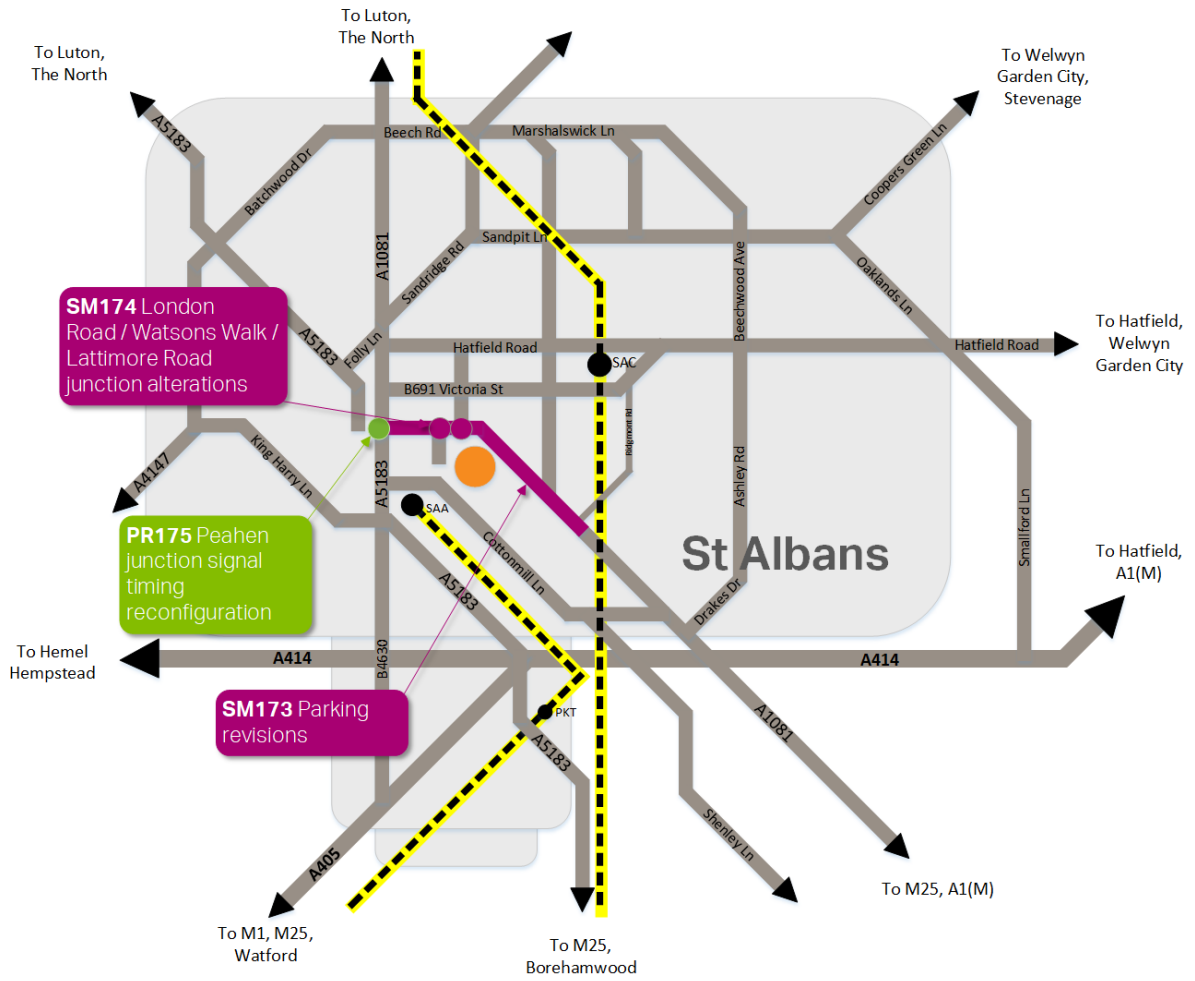 To Luton,
The North
To Luton,
The North
To Welwyn
Garden City,
Stevenage
A5183
Beech Rd
Marshalswick Ln
Coopers Green Ln
Batchwood Dr
A1081
Sandridge Rd
Sandpit Ln
Beechwood Ave
Oaklands Ln
SM174 London
Road / Watsons Walk /
Lattimore Road
junction alterations
A5183
Folly Ln
Hatfield Road
SAC
Hatfield Road
To Hatfield,
Welwyn
Garden City
B691 Victoria St
Ridgmont Rd
King Harry Ln
A4147
A5183
Ashley Rd
SAA
Smallford Ln
PR175 Peahen
junction signal
timing
reconfiguration
Cottonmill Ln
St Albans
A5183
Drakes Dr
To Hatfield,
A1(M)
To Hemel
Hempstead
A414
B4630
A414
SM173 Parking
revisions
PKT
A5183
A1081
Shenley Ln
A405
To M25, A1(M)
To M1, M25,
Watford
To M25,
Borehamwood